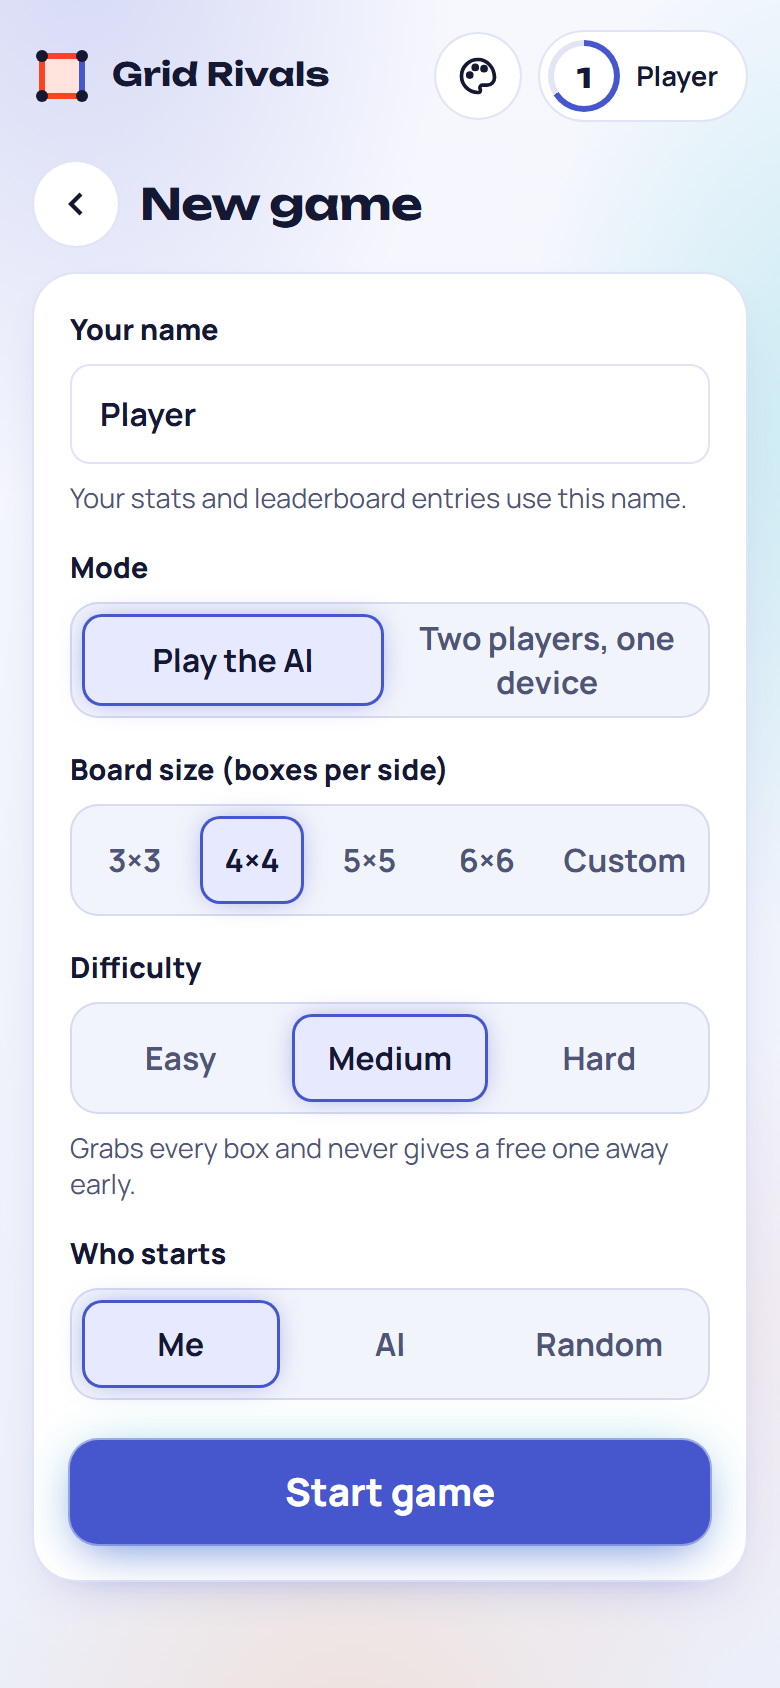 Grid Rivals
1 Player
New game
Your name
Player
Your stats and leaderboard entries use this name.
Mode
Play the AI
Two players, one
device
Board size (boxes per side)
3×3 4×4 5×5 6×6 Custom
Difficulty
Easy Medium Hard
Grabs every box and never gives a free one away
early.
Who starts
Me AI Random
Start game